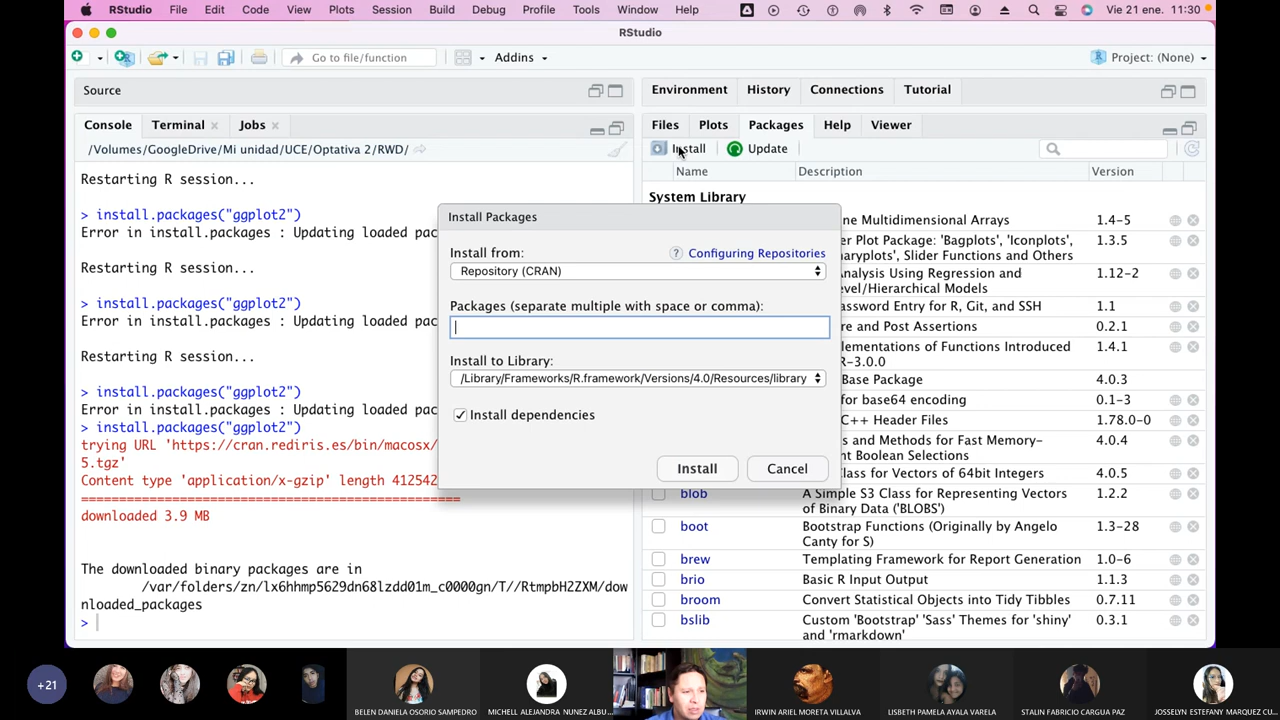 RStudio File Edit Code View Plots Session Build Debug Profile Tools Window Help Vie 21 ene. 11:30
RStudio
Go to file/function Addins Project: (None)
Source
Console Terminal Jobs
/Volumes/GoogleDrive/Mi unidad/UCE/Optativa 2/RWD/
Restarting R session...
> install.packages("ggplot2")
Error in install.packages : Updating loaded pac
Restarting R session...
> install.packages("ggplot2")
Error in install.packages : Updating loaded pac
Restarting R session...
> install.packages("ggplot2")
Error in install.packages : Updating loaded pac
> install.packages("ggplot2")
trying URL 'https://cran.rediris.es/bin/macosx/
5.tgz'
Content type 'application/x-gzip' length 412542
==================================================
downloaded 3.9 MB
The downloaded binary packages are in
/var/folders/zn/lx6hhmp5629dn68lzdd01m_c0000gn/T//RtmpbH2ZXM/dow
nloaded_packages
>
Install Packages
Install from: ? Configuring Repositories
Repository (CRAN)
Packages (separate multiple with space or comma):
Install to Library:
/Library/Frameworks/R.framework/Versions/4.0/Resources/library
Install dependencies
Install Cancel
Environment History Connections Tutorial
Files Plots Packages Help Viewer
Install Update
Name Description Version
System Library
ne Multidimensional Arrays 1.4-5
er Plot Package: 'Bagplots', 'Iconplots', 1.3.5
naryplots', Slider Functions and Others
Analysis Using Regression and 1.12-2
/Hierarchical Models
assword Entry for R, Git, and SSH 1.1
re and Post Assertions 0.2.1
lementations of Functions Introduced 1.4.1
R-3.0.0
Base Package 4.0.3
for base64 encoding 0.1-3
C++ Header Files 1.78.0-0
s and Methods for Fast Memory- 4.0.4
nt Boolean Selections
Class for Vectors of 64bit Integers 4.0.5
blob A Simple S3 Class for Representing Vectors 1.2.2
of Binary Data ('BLOBS')
boot Bootstrap Functions (Originally by Angelo 1.3-28
Canty for S)
brew Templating Framework for Report Generation 1.0-6
brio Basic R Input Output 1.1.3
broom Convert Statistical Objects into Tidy Tibbles 0.7.11
bslib Custom 'Bootstrap' 'Sass' Themes for 'shiny' 0.3.1
and 'rmarkdown'
+21
BELEN DANIELA OSORIO SAMPEDRO
MICHELL ALEJANDRA NUNEZ ALBU...
IRWIN ARIEL MORETA VILLALVA
LISBETH PAMELA AYALA VARELA
STALIN FABRICIO CARGUA PAZ
JOSSELYN ESTEFANY MARQUEZ CU...